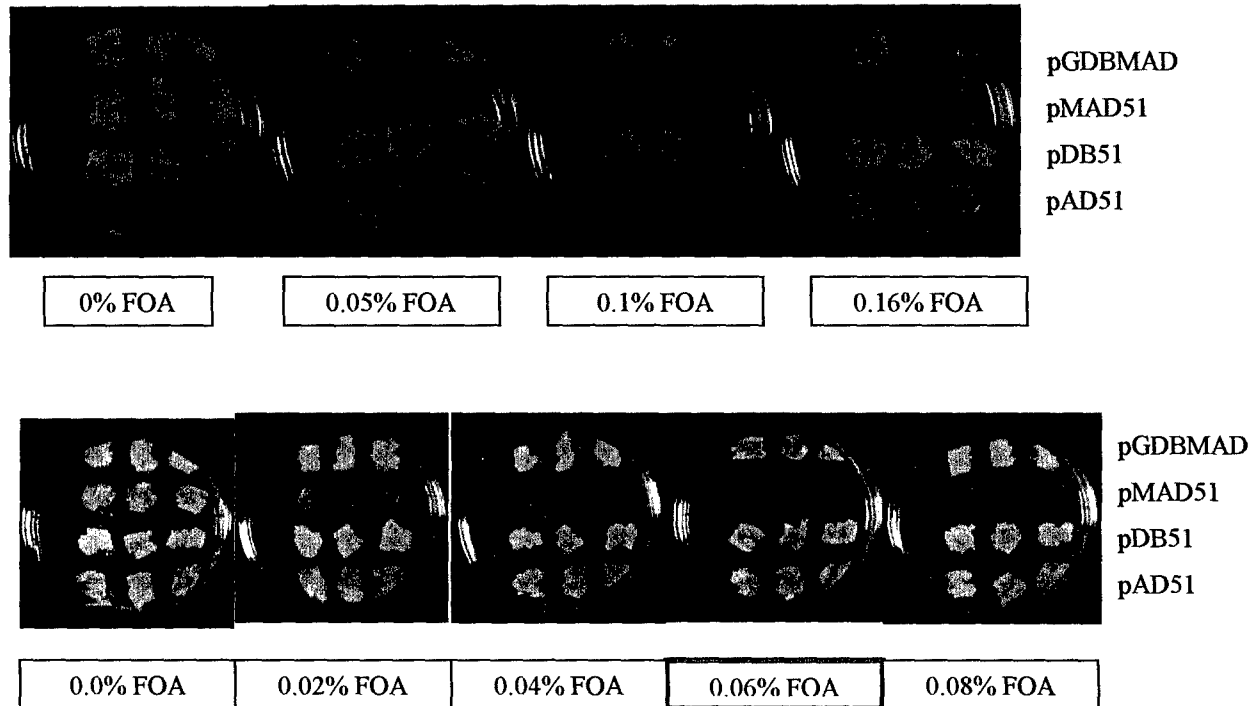 pGDBMAD
pMAD51
pDB51
pAD51
0% FOA
0.05% FOA
0.1% FOA
0.16% FOA
pGDBMAD
pMAD51
pDB51
pAD51
0.0% FOA
0.02% FOA
0.04% FOA
0.06% FOA
0.08% FOA